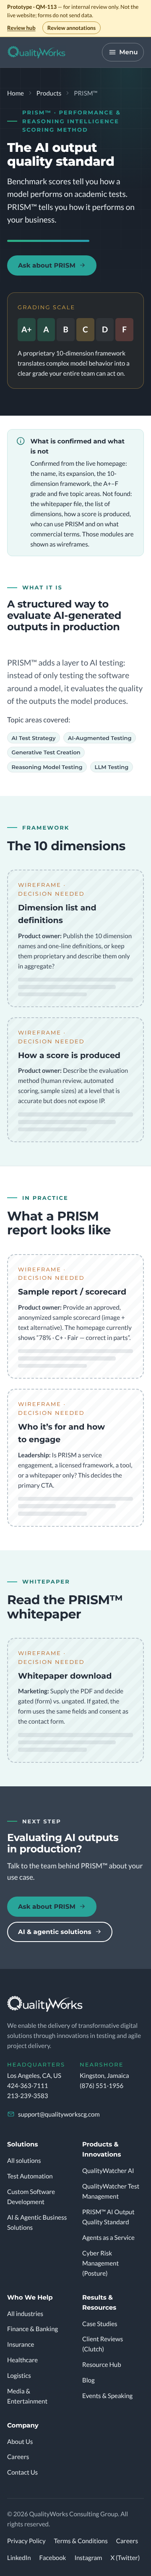 Prototype · QM-113 — for internal review only. Not the live website; forms do not send data.
Review hub Review annotations
QualityWorks Menu
Home > Products > PRISM™
PRISM™ · PERFORMANCE &
REASONING INTELLIGENCE
SCORING METHOD
The AI output
quality standard
Benchmark scores tell you how a
model performs on academic tests.
PRISM™ tells you how it performs on
your business.
Ask about PRISM →
GRADING SCALE
A+ A B C D F
A proprietary 10-dimension framework
translates complex model behavior into a
clear grade your entire team can act on.
What is confirmed and what
is not
Confirmed from the live homepage:
the name, its expansion, the 10-
dimension framework, the A+–F
grade and five topic areas. Not found:
the whitepaper file, the list of
dimensions, how a score is produced,
who can use PRISM and on what
commercial terms. Those modules are
shown as wireframes.
WHAT IT IS
A structured way to
evaluate AI-generated
outputs in production
PRISM™ adds a layer to AI testing:
instead of only testing the software
around a model, it evaluates the quality
of the outputs the model produces.
Topic areas covered:
AI Test Strategy AI-Augmented Testing
Generative Test Creation
Reasoning Model Testing LLM Testing
FRAMEWORK
The 10 dimensions
WIREFRAME ·
DECISION NEEDED
Dimension list and
definitions
Product owner: Publish the 10 dimension
names and one-line definitions, or keep
them proprietary and describe them only
in aggregate?
WIREFRAME ·
DECISION NEEDED
How a score is produced
Product owner: Describe the evaluation
method (human review, automated
scoring, sample sizes) at a level that is
accurate but does not expose IP.
IN PRACTICE
What a PRISM
report looks like
WIREFRAME ·
DECISION NEEDED
Sample report / scorecard
Product owner: Provide an approved,
anonymized sample scorecard (image +
text alternative). The homepage currently
shows “78% · C+ · Fair — correct in parts”.
WIREFRAME ·
DECISION NEEDED
Who it’s for and how
to engage
Leadership: Is PRISM a service
engagement, a licensed framework, a tool,
or a whitepaper only? This decides the
primary CTA.
WHITEPAPER
Read the PRISM™
whitepaper
WIREFRAME ·
DECISION NEEDED
Whitepaper download
Marketing: Supply the PDF and decide
gated (form) vs. ungated. If gated, the
form uses the same fields and consent as
the contact form.
NEXT STEP
Evaluating AI outputs
in production?
Talk to the team behind PRISM™ about your
use case.
Ask about PRISM →
AI & agentic solutions →
QualityWorks
We enable the delivery of transformative digital
solutions through innovations in testing and agile
project delivery.
HEADQUARTERS NEARSHORE
Los Angeles, CA, US Kingston, Jamaica
424-363-7111 (876) 551-1956
213-239-3583
support@qualityworkscg.com
Solutions
All solutions
Test Automation
Custom Software
Development
AI & Agentic Business
Solutions
Products &
Innovations
QualityWatcher AI
QualityWatcher Test
Management
PRISM™ AI Output
Quality Standard
Agents as a Service
Cyber Risk
Management
(Posture)
Who We Help
All industries
Finance & Banking
Insurance
Healthcare
Logistics
Media &
Entertainment
Results &
Resources
Case Studies
Client Reviews
(Clutch)
Resource Hub
Blog
Events & Speaking
Company
About Us
Careers
Contact Us
© 2026 QualityWorks Consulting Group. All
rights reserved.
Privacy Policy Terms & Conditions Careers
LinkedIn Facebook Instagram X (Twitter)